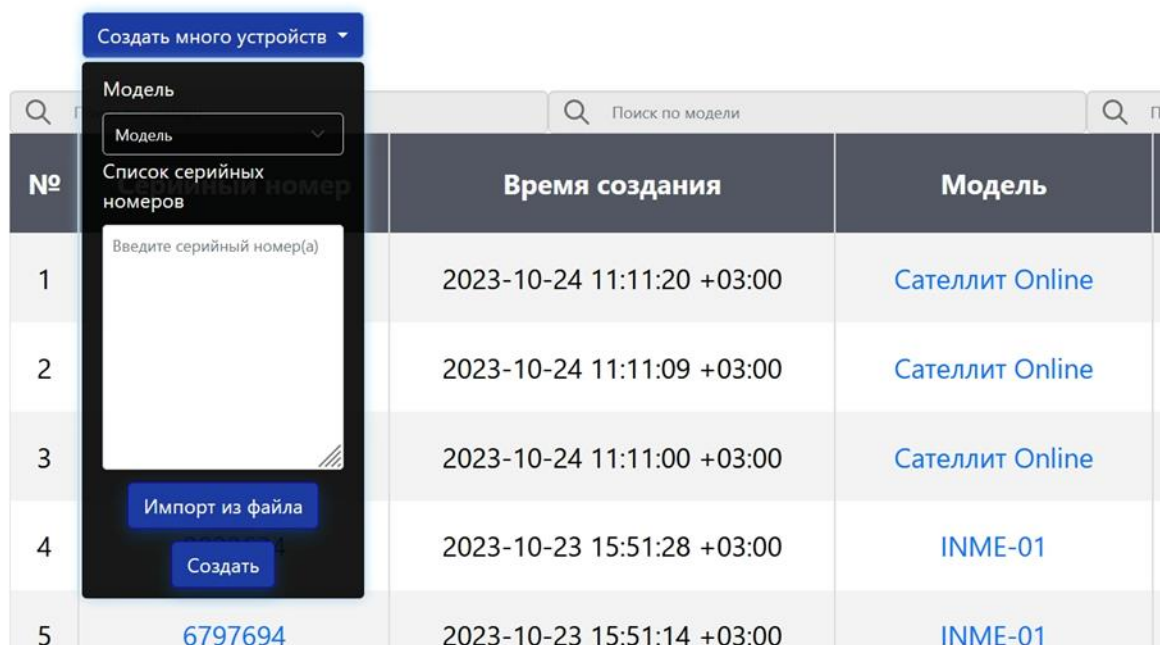 Создать много устройств
Модель
Модель
Список серийных
номеров
Введите серийный номер(а)
Импорт из файла
Создать
Поиск по модели
№ Серийный номер Время создания Модель
1 2023-10-24 11:11:20 +03:00 Сателлит Online
2 2023-10-24 11:11:09 +03:00 Сателлит Online
3 2023-10-24 11:11:00 +03:00 Сателлит Online
4 2023-10-23 15:51:28 +03:00 INME-01
5 6797694 2023-10-23 15:51:14 +03:00 INME-01